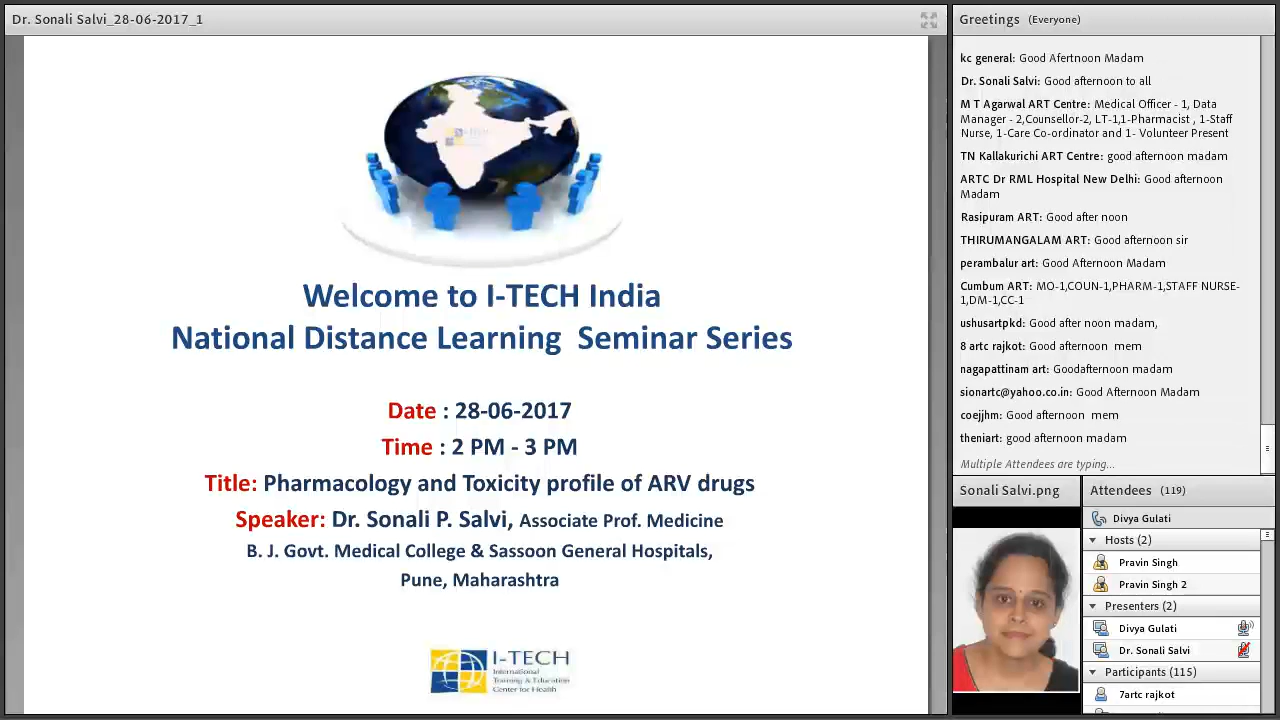 Dr. Sonali Salvi_28-06-2017_1
Welcome to I-TECH India
National Distance Learning  Seminar Series
Date : 28-06-2017
Time : 2 PM - 3 PM
Title: Pharmacology and Toxicity profile of ARV drugs
Speaker: Dr. Sonali P. Salvi, Associate Prof. Medicine
B. J. Govt. Medical College & Sassoon General Hospitals,
Pune, Maharashtra
I-TECH
International
Training & Education
Center for Health
Greetings (Everyone)
kc general: Good Afertnoon Madam
Dr. Sonali Salvi: Good afternoon to all
M T Agarwal ART Centre: Medical Officer - 1, Data
Manager - 2,Counsellor-2, LT-1,1-Pharmacist , 1-Staff
Nurse, 1-Care Co-ordinator and 1- Volunteer Present
TN Kallakurichi ART Centre: good afternoon madam
ARTC Dr RML Hospital New Delhi: Good afternoon
Madam
Rasipuram ART: Good after noon
THIRUMANGALAM ART: Good afternoon sir
perambalur art: Good Afternoon Madam
Cumbum ART: MO-1,COUN-1,PHARM-1,STAFF NURSE-
1,DM-1,CC-1
ushusartpkd: Good after noon madam,
8 artc rajkot: Good afternoon  mem
nagapattinam art: Goodafternoon madam
sionartc@yahoo.co.in: Good Afternoon Madam
coejjhm: Good afternoon  mem
theniart: good afternoon madam
Multiple Attendees are typing...
Sonali Salvi.png
Attendees (119)
Divya Gulati
Hosts (2)
Pravin Singh
Pravin Singh 2
Presenters (2)
Divya Gulati
Dr. Sonali Salvi
Participants (115)
7artc rajkot